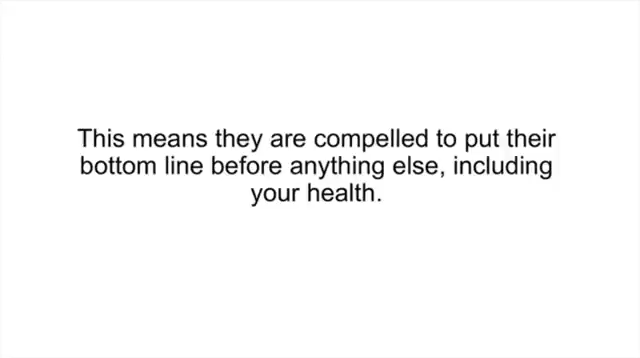 This means they are compelled to put their
bottom line before anything else, including
your health.